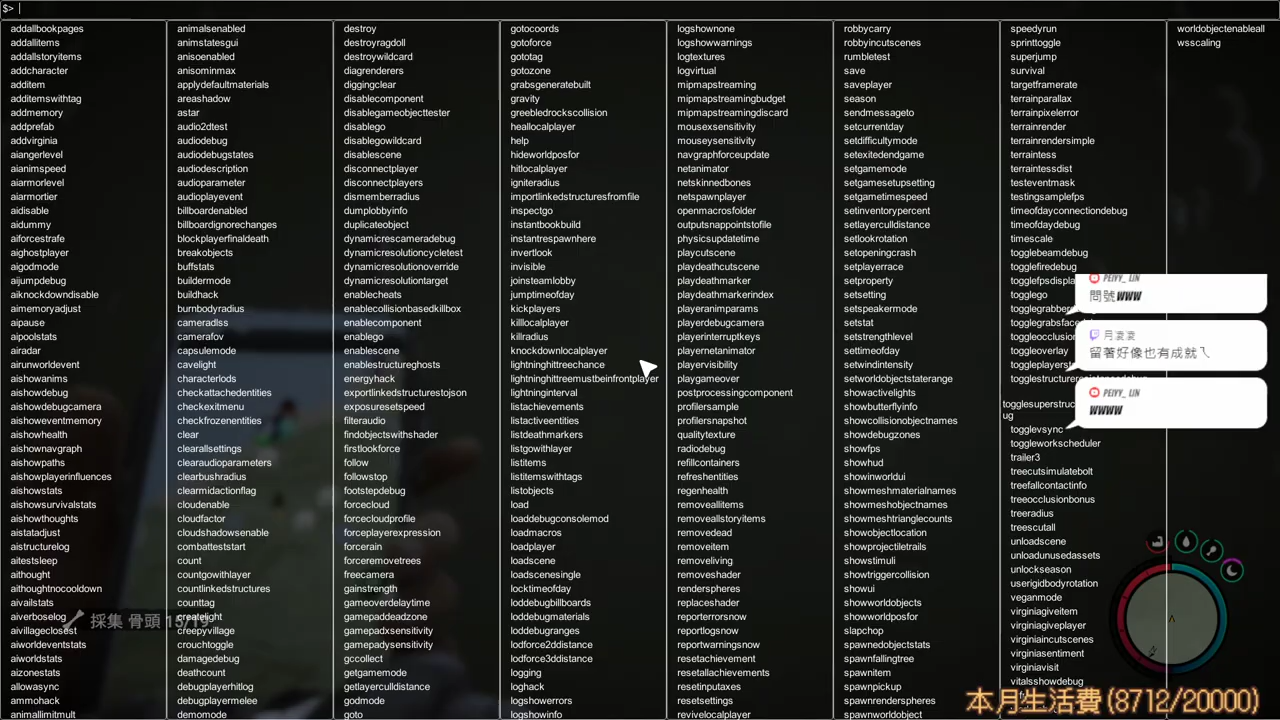 $>
addallbookpages
addallitems
addallstoryitems
addcharacter
additem
additemswithtag
addmemory
addprefab
addvirginia
aiangerlevel
aianimspeed
aiarmorlevel
aiarmortier
aidisable
aidummy
aiforcestrafe
aighostplayer
aigodmode
aijumpdebug
aiknockdowndisable
aimemoryadjust
aipause
aipoolstats
airadar
airunworldevent
aishowanims
aishowdebug
aishowdebugcamera
aishoweventmemory
aishowhealth
aishownavgraph
aishowpaths
aishowplayerinfluences
aishowstats
aishowsurvivalstats
aishowthoughts
aistatadjust
aistructurelog
aitestsleep
aithought
aithoughtnocooldown
aivailstats
aiverboselog
aivillageclosest
aiworldeventstats
aiworldstats
aizonestats
allowasync
ammohack
animallimitmult
animalsenabled
animstatesgui
anisoenabled
anisominmax
applydefaultmaterials
areashadow
astar
audio2dtest
audiodebug
audiodebugstates
audiodescription
audioparameter
audioplayevent
billboardenabled
billboardignorechanges
blockplayerfinaldeath
breakobjects
buffstats
buildermode
buildhack
burnbodyradius
cameradlss
camerafov
capsulemode
cavelight
characterlods
checkattachedentities
checkexitmenu
checkfrozenentities
clear
clearallsettings
clearaudioparameters
clearbushradius
clearmidactionflag
cloudenable
cloudfactor
cloudshadowsenable
combatteststart
count
countgowithlayer
countlinkedstructures
counttag
createlight
creepyvillage
crouchtoggle
damagedebug
deathcount
debugplayerhitlog
debugplayermelee
demomode
destroy
destroyragdoll
destroywildcard
diagrenderers
diggingclear
disablecomponent
disablegameobjecttester
disablego
disablegowildcard
disablescene
disconnectplayer
disconnectplayers
dismemberradius
dumplobbyinfo
duplicateobject
dynamicrescameradebug
dynamicresolutioncycletest
dynamicresolutionoverride
dynamicresolutiontarget
enablecheats
enablecollisionbasedkillbox
enablecomponent
enablego
enablescene
enablestructureghosts
energyhack
exportlinkedstructurestojson
exposuresetspeed
filteraudio
findobjectswithshader
firstlookforce
follow
followstop
footstepdebug
forcecloud
forcecloudprofile
forceplayerexpression
forcerain
forceremovetrees
freecamera
gainstrength
gameoverdelaytime
gamepaddeadzone
gamepadxsensitivity
gamepadysensitivity
gccollect
getgamemode
getlayerculldistance
godmode
goto
gotocoords
gotoforce
gototag
gotozone
grabsgeneratebuilt
gravity
greebledrockscollision
heallocalplayer
help
hideworldposfor
hitlocalplayer
igniteradius
importlinkedstructuresfromfile
inspectgo
instantbookbuild
instantrespawnhere
invertlook
invisible
joinsteamlobby
jumptimeofday
kickplayers
killlocalplayer
killradius
knockdownlocalplayer
lightninghittreechance
lightninghittreemustbeinfrontplayer
lightninginterval
listachievements
listactiveentities
listdeathmarkers
listgowithlayer
listitems
listitemswithtags
listobjects
load
loaddebugconsolemod
loadmacros
loadplayer
loadscene
loadscenesingle
locktimeofday
loddebugbillboards
loddebugmaterials
loddebugranges
lodforce2ddistance
lodforce3ddistance
logging
loghack
logshowerrors
logshowinfo
logshownone
logshowwarnings
logtextures
logvirtual
mipmapstreaming
mipmapstreamingbudget
mipmapstreamingdiscard
mousexsensitivity
mouseysensitivity
navgraphforceupdate
netanimator
netskinnedbones
netspawnplayer
openmacrosfolder
outputsnappointstofile
physicsupdatetime
playcutscene
playdeathcutscene
playdeathmarker
playdeathmarkerindex
playeranimparams
playerdebugcamera
playerinterruptkeys
playernetanimator
playervisibility
playgameover
postprocessingcomponent
profilersample
profilersnapshot
qualitytexture
radiodebug
refillcontainers
refreshentities
regenhealth
removeallitems
removeallstoryitems
removedead
removeitem
removeliving
removeshader
renderspheres
replaceshader
reporterrorsnow
reportlogsnow
reportwarningsnow
resetachievement
resetallachievements
resetinputaxes
resetsettings
revivelocalplayer
robbycarry
robbyincutscenes
rumbletest
save
saveplayer
season
sendmessageto
setcurrentday
setdifficultymode
setexitedendgame
setgamemode
setgamesetupsetting
setgametimespeed
setinventorypercent
setlayerculldistance
setlookrotation
setopeningcrash
setplayerrace
setproperty
setsetting
setspeakermode
setstat
setstrengthlevel
settimeofday
setwindintensity
setworldobjectstaterange
showactivelights
showbutterflyinfo
showcollisionobjectnames
showdebugzones
showfps
showhud
showinworldui
showmeshmaterialnames
showmeshobjectnames
showmeshtrianglecounts
showobjectlocation
showprojectiletrails
showstimuli
showtriggercollision
showui
showworldobjects
showworldposfor
slapchop
spawnedobjectstats
spawnfallingtree
spawnitem
spawnpickup
spawnrenderspheres
spawnworldobject
speedyrun
sprinttoggle
superjump
survival
targetframerate
terrainparallax
terrainpixelerror
terrainrender
terrainrendersimple
terraintess
terraintessdist
testeventmask
testingsamplefps
timeofdayconnectiondebug
timeofdaydebug
timescale
togglebeamdebug
togglefiredebug
togglefpsdispla
togglego
togglegrabber
togglegrabsface
toggleocclusio
toggleoverlay
toggleplayerst
togglesuperstruc
ug
togglevsync
toggleworkscheduler
trailer3
treecutsimulatebolt
treefallcontactinfo
treeocclusionbonus
treeradius
treescutall
unloadscene
unloadunusedassets
unlockseason
userigidbodyrotation
veganmode
virginiagiveitem
virginiagiveplayer
virginiaincutscenes
virginiasentiment
virginiavisit
vitalsshowdebug
worldobjectenableall
wsscaling
PEIYY_ LIN
問號WWW
月凌凌
留著好像也有成就ㄟ
PEIYY_ LIN
WWWW
採集 骨頭 15/19
本月生活費(8712/20000)